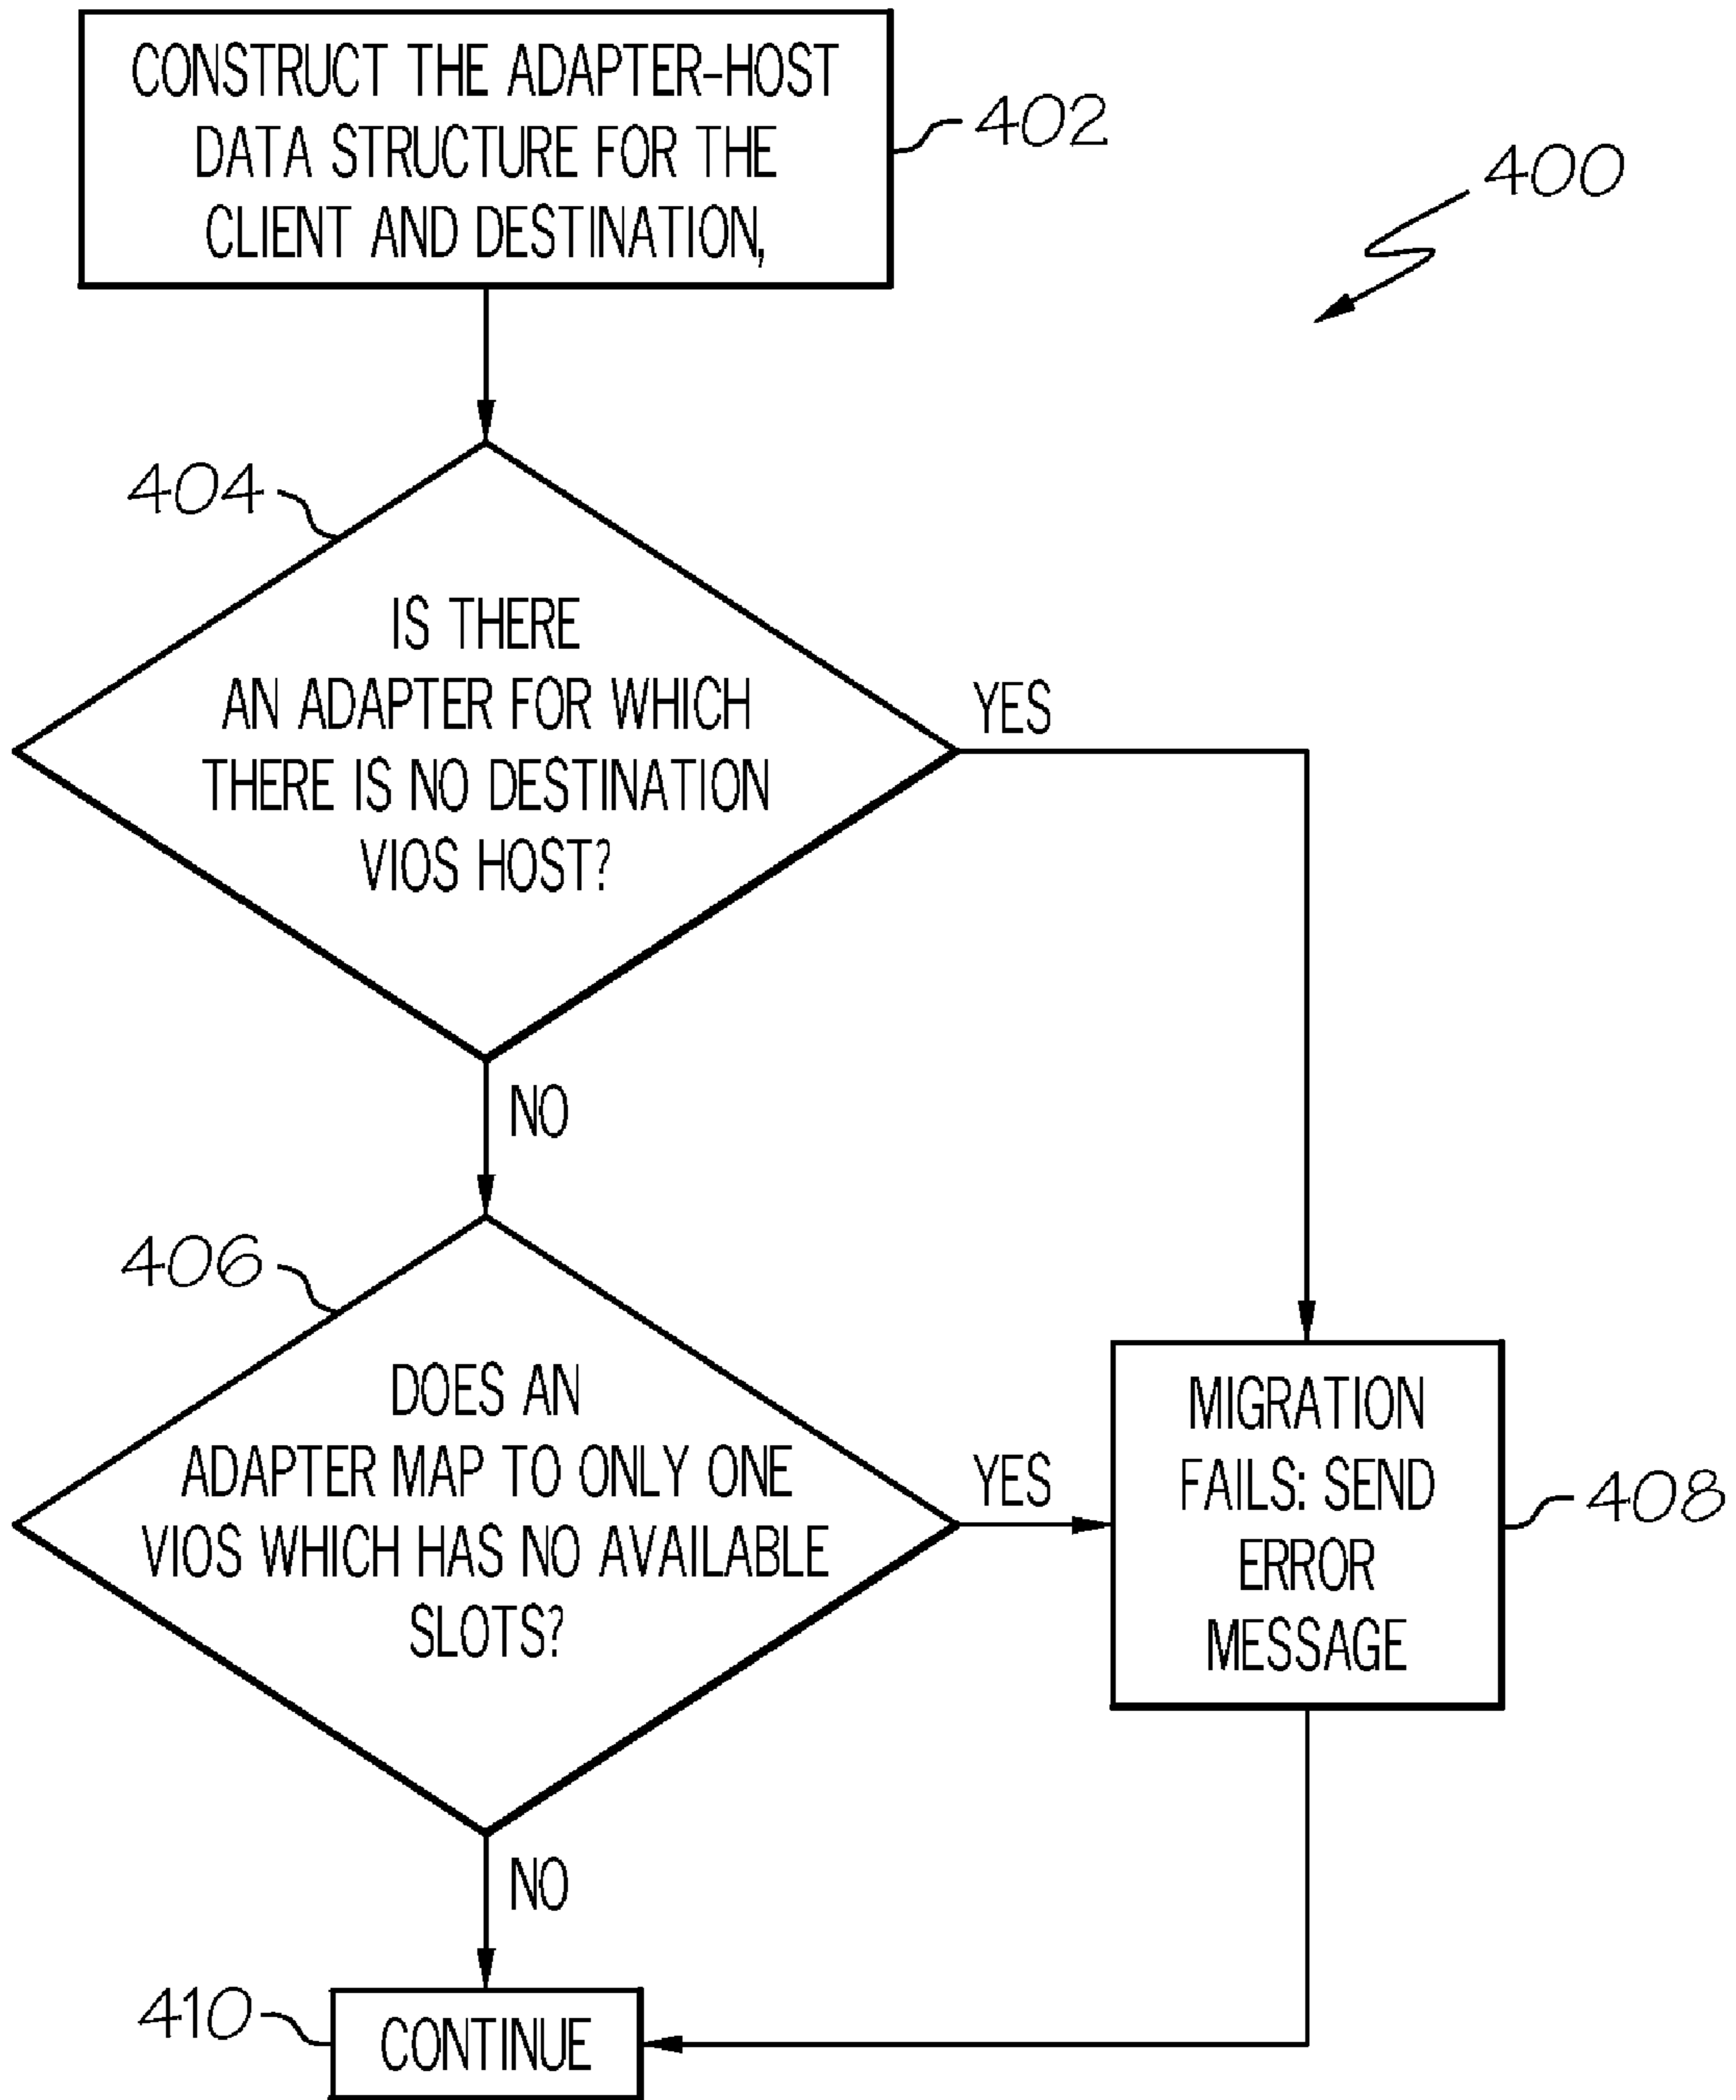 CONSTRUCT THE ADAPTER-HOST
DATA STRUCTURE FOR THE
CLIENT AND DESTINATION,
402
400
404
IS THERE
AN ADAPTER FOR WHICH
THERE IS NO DESTINATION
VIOS HOST?
YES
NO
406
DOES AN
ADAPTER MAP TO ONLY ONE
VIOS WHICH HAS NO AVAILABLE
SLOTS?
YES
MIGRATION
FAILS: SEND
ERROR
MESSAGE
408
NO
410
CONTINUE